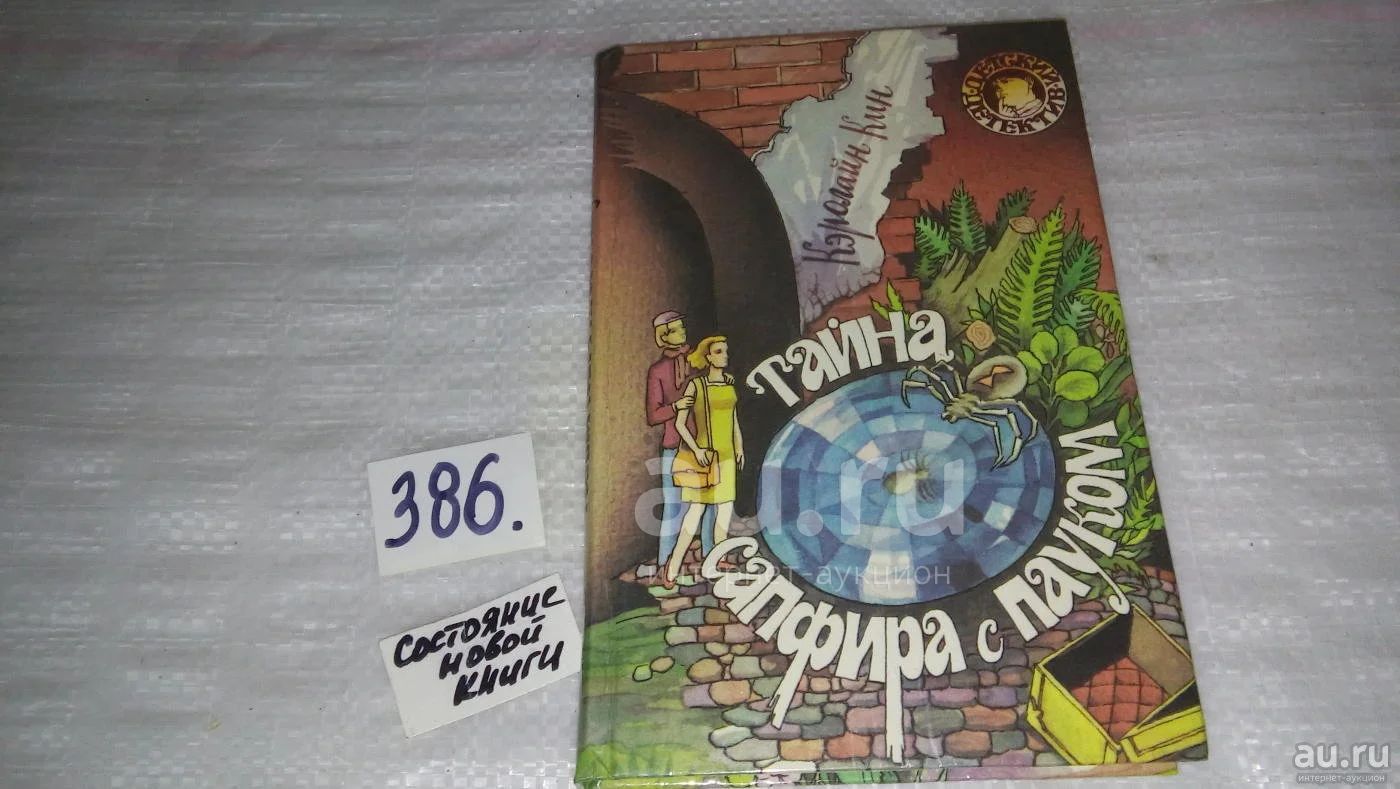 ДЕТСКИЙ
ДЕТЕКТИВ
Кэролайн Кин
ТАЙНА
САПФИРА С ПАУКОМ
386.
Состояние
новой
книги
au.ru
интернет-аукцион
au.ru
интернет-аукцион